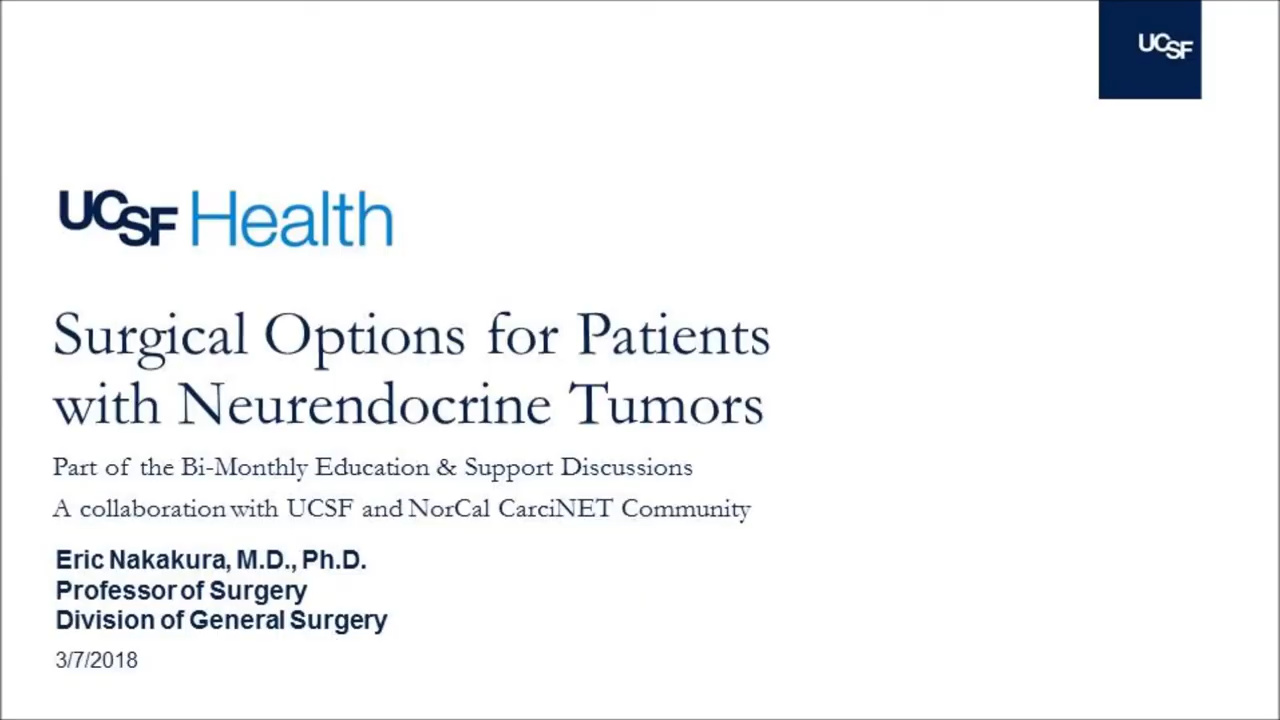 UCSF
UCSF Health
Surgical Options for Patients
with Neurendocrine Tumors
Part of the Bi-Monthly Education & Support Discussions
A collaboration with UCSF and NorCal CarciNET Community
Eric Nakakura, M.D., Ph.D.
Professor of Surgery
Division of General Surgery
3/7/2018